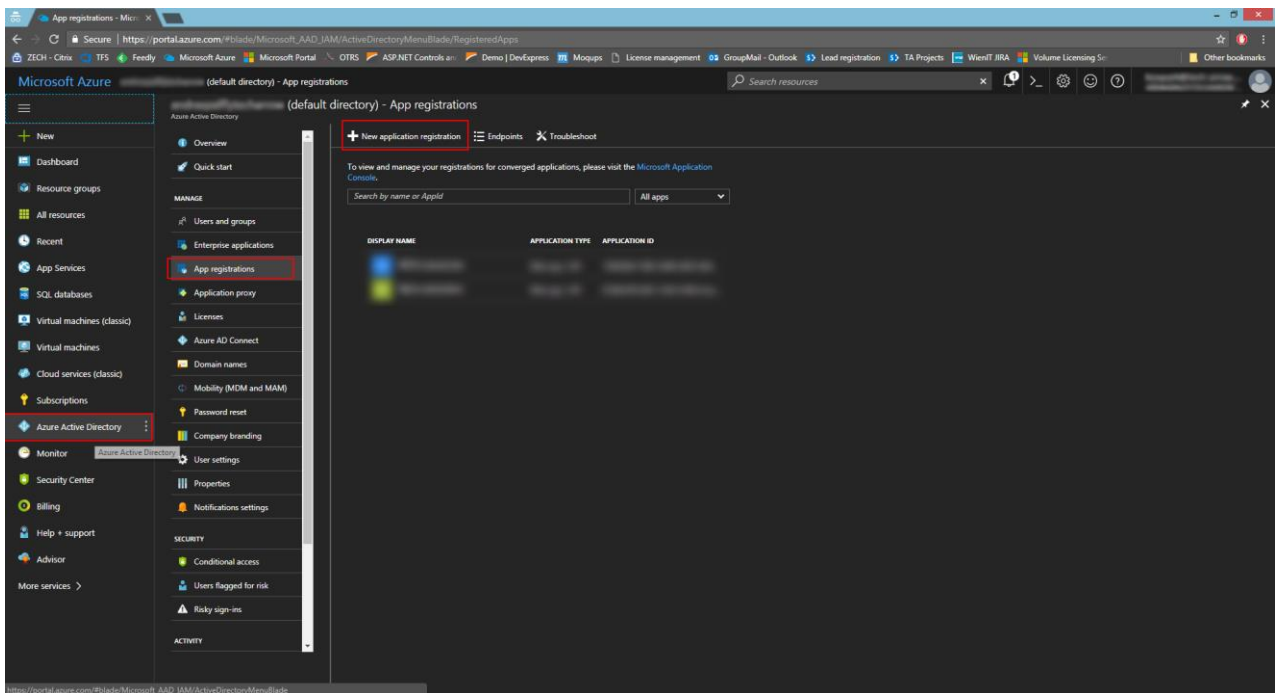 App registrations - Micr
Secure | https://portal.azure.com/#blade/Microsoft_AAD_IAM/ActiveDirectoryMenuBlade/RegisteredApps
ZECH - Citrix TFS Feedly Microsoft Azure Microsoft Portal OTRS ASP.NET Controls an Demo | DevExpress Moqups License management GroupMail - Outlook Lead registration TA Projects WienIT JIRA Volume Licensing Se Other bookmarks
Microsoft Azure (default directory) - App registrations Search resources
(default directory) - App registrations
Azure Active Directory
New
Dashboard
Resource groups
All resources
Recent
App Services
SQL databases
Virtual machines (classic)
Virtual machines
Cloud services (classic)
Subscriptions
Azure Active Directory
Monitor
Azure Active Directory
Security Center
Billing
Help + support
Advisor
More services >
Overview
Quick start
MANAGE
Users and groups
Enterprise applications
App registrations
Application proxy
Licenses
Azure AD Connect
Domain names
Mobility (MDM and MAM)
Password reset
Company branding
User settings
Properties
Notifications settings
SECURITY
Conditional access
Users flagged for risk
Risky sign-ins
ACTIVITY
New application registration Endpoints Troubleshoot
To view and manage your registrations for converged applications, please visit the Microsoft Application
Console.
Search by name or AppId All apps
DISPLAY NAME APPLICATION TYPE APPLICATION ID
https://portal.azure.com/#blade/Microsoft_AAD_IAM/ActiveDirectoryMenuBlade